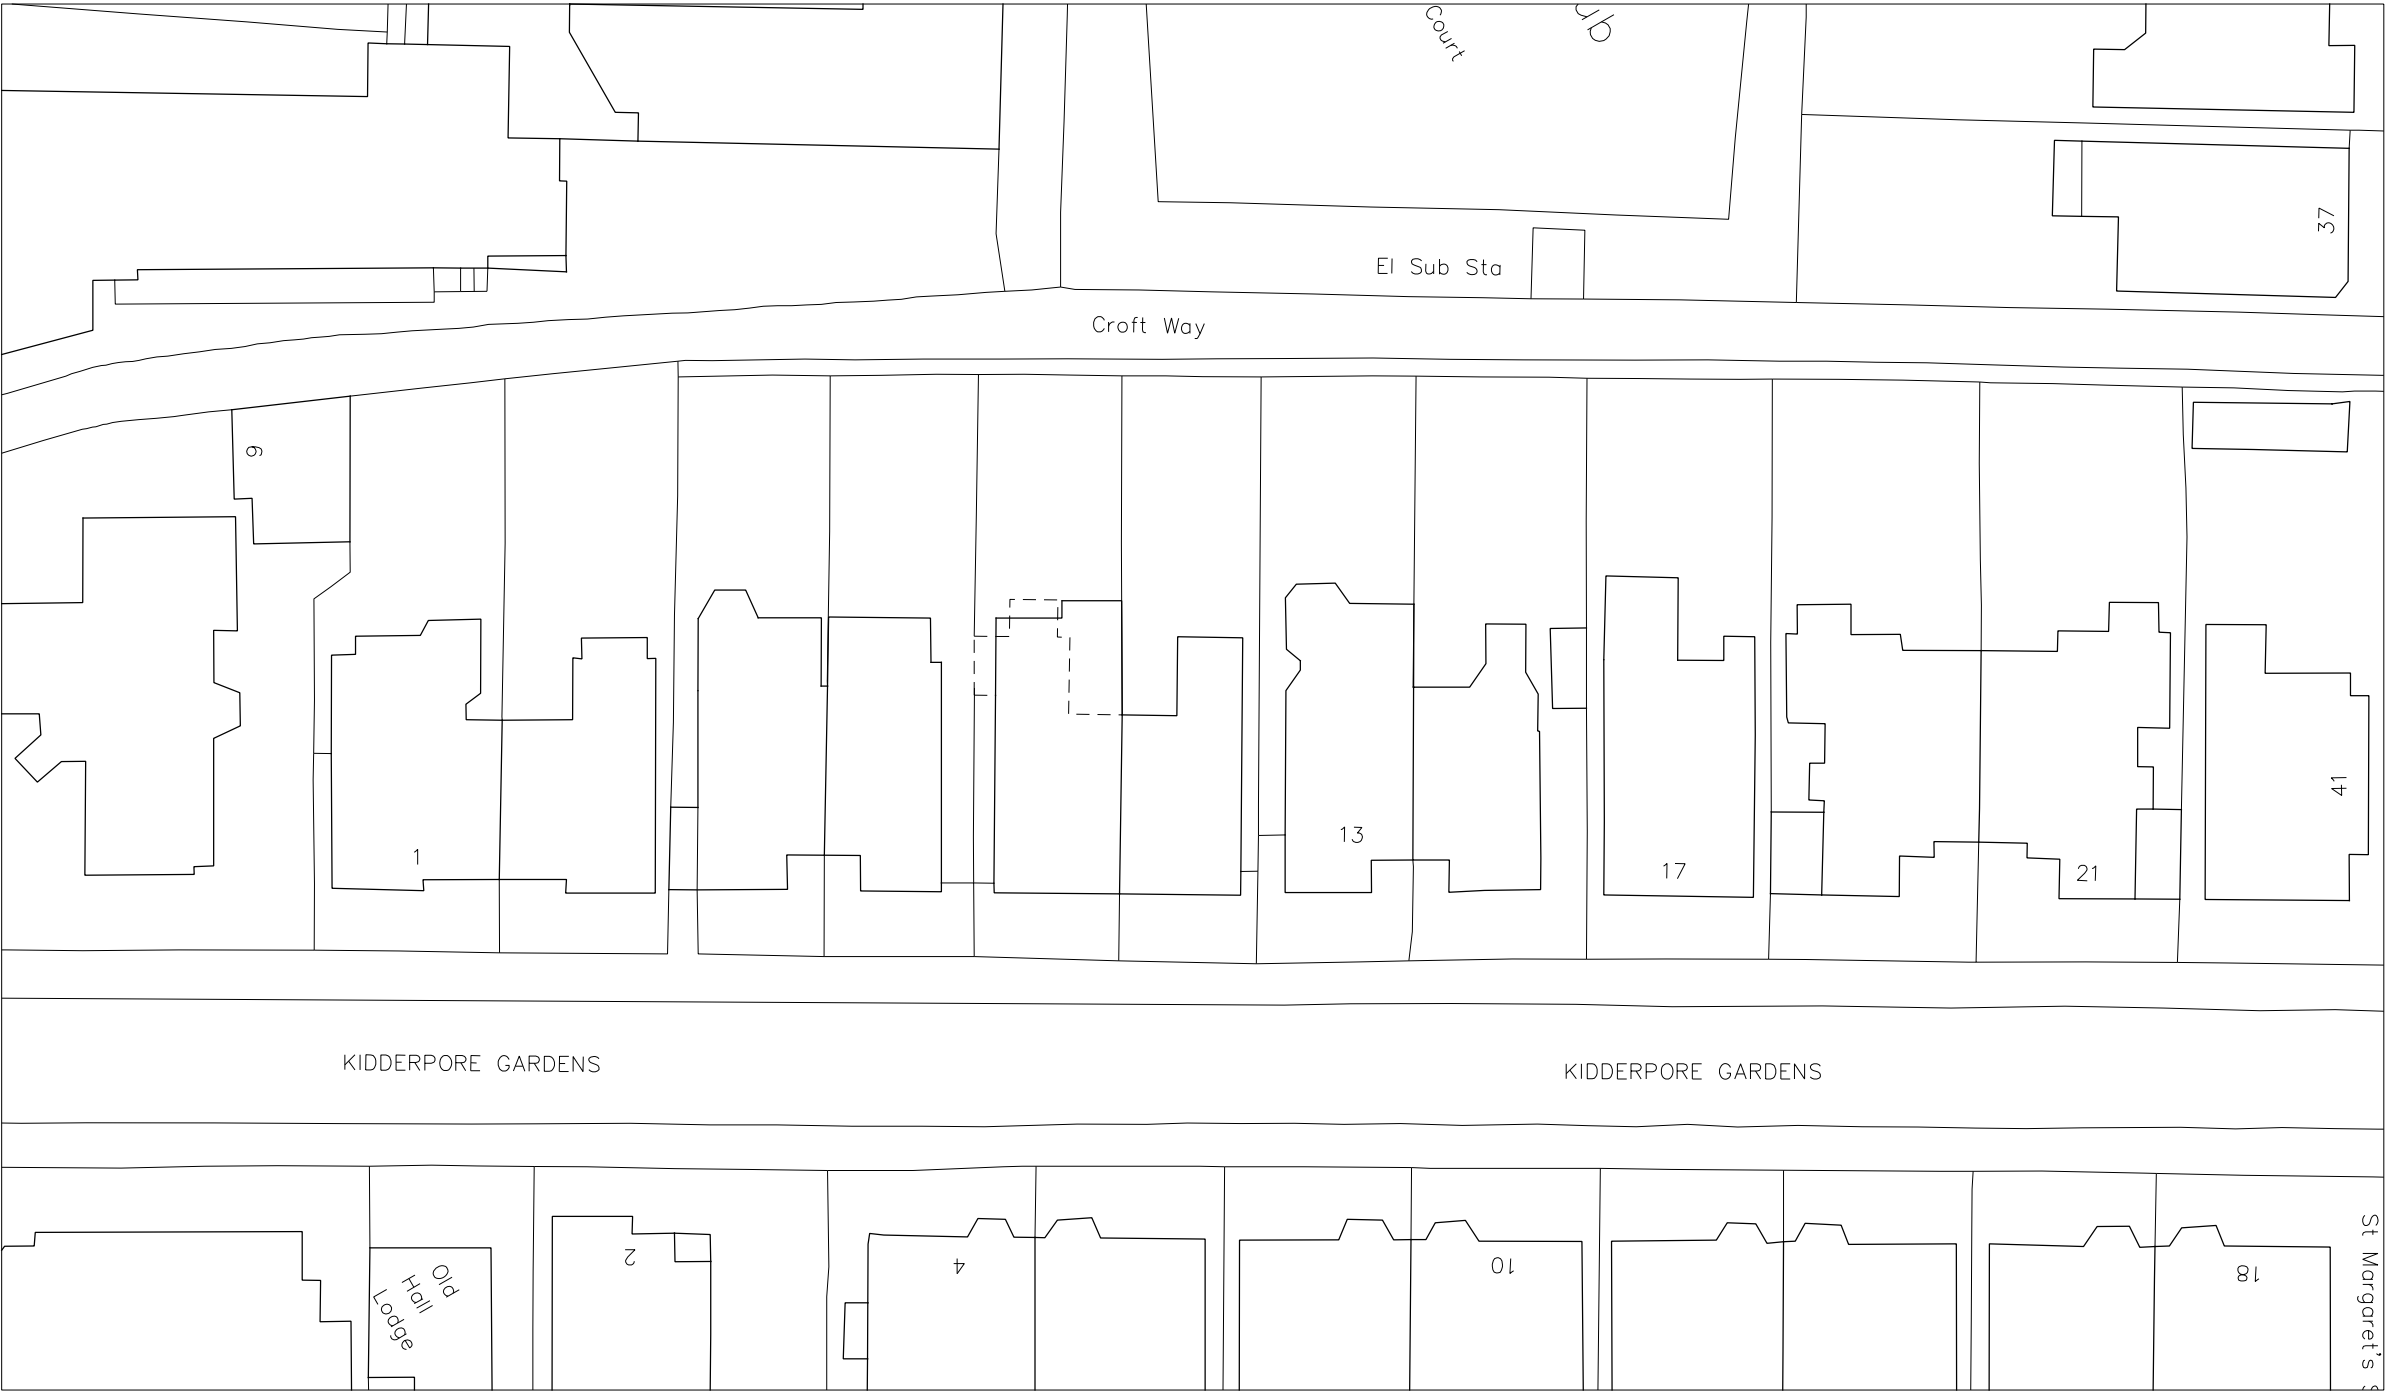 Court
37
El Sub Sta
Croft Way
9
41
13
1
17
21
KIDDERPORE GARDENS
KIDDERPORE GARDENS
St Margaret's
2
4
10
18
Old
Hall
Lodge